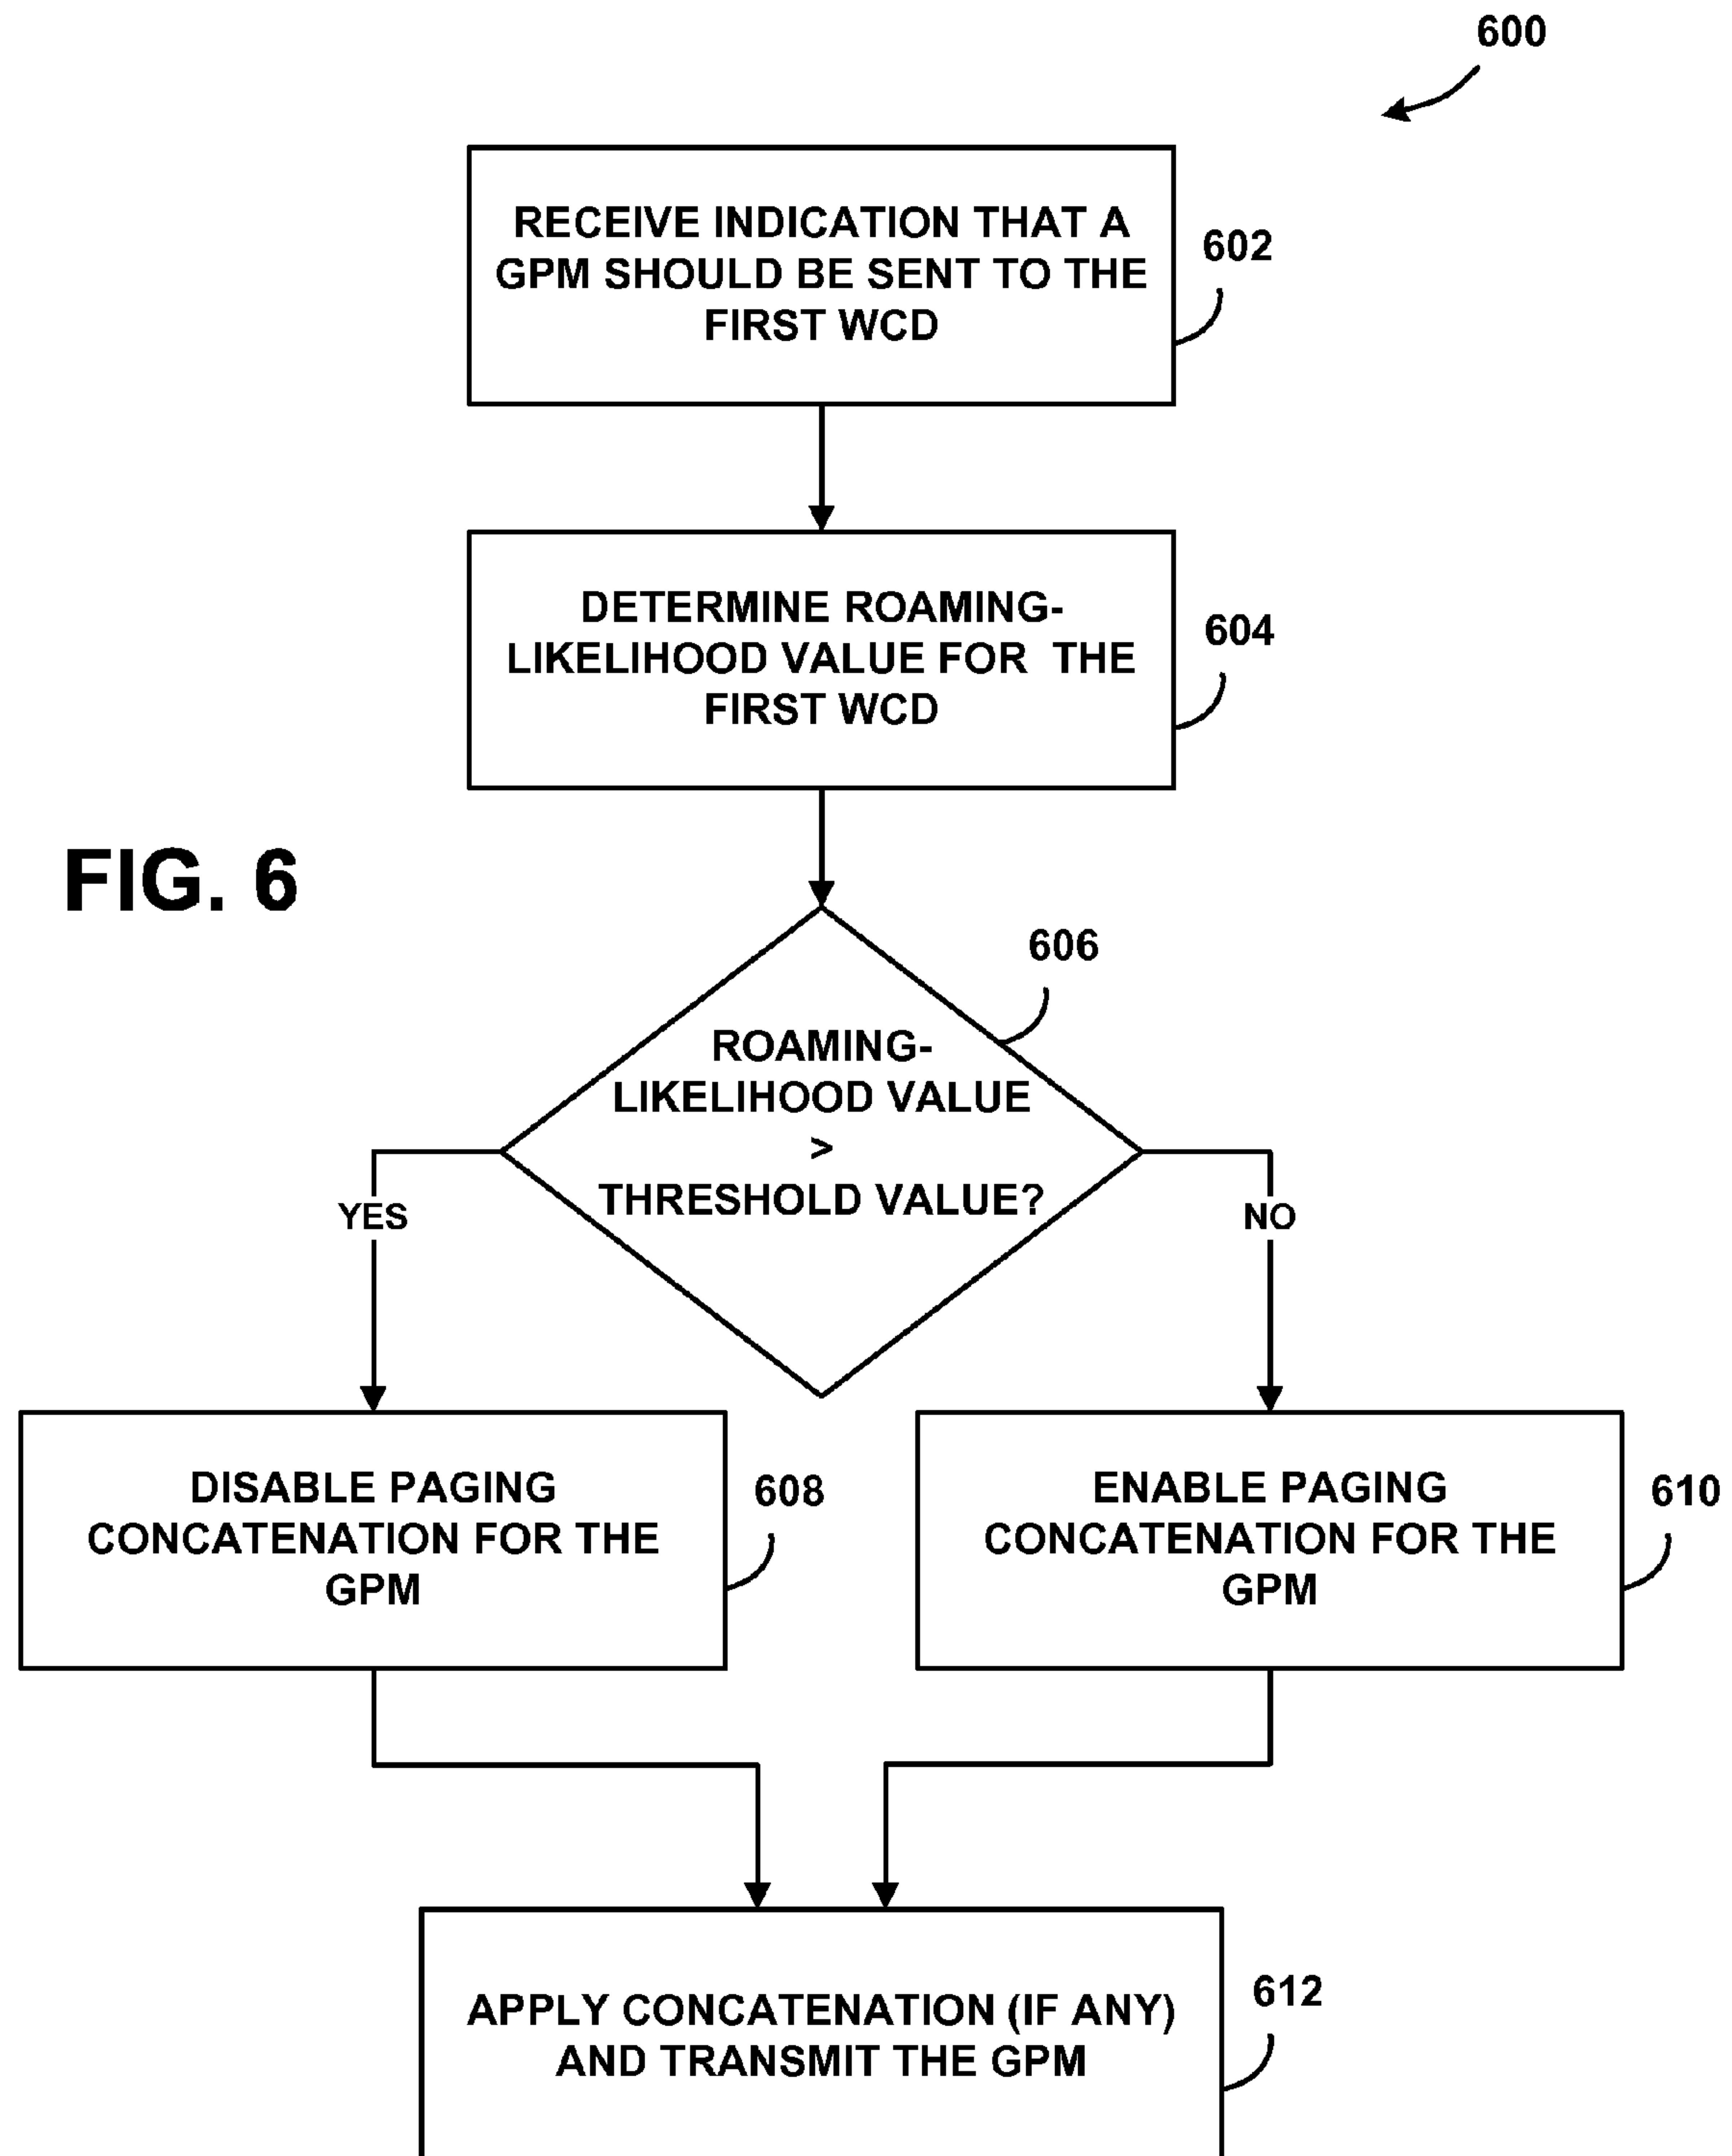 600
RECEIVE INDICATION THAT A
GPM SHOULD BE SENT TO THE
FIRST WCD
602
DETERMINE ROAMING-
LIKELIHOOD VALUE FOR THE
FIRST WCD
604
FIG. 6
606
ROAMING-
LIKELIHOOD VALUE
>
THRESHOLD VALUE?
YES
NO
DISABLE PAGING
CONCATENATION FOR THE
GPM
608
ENABLE PAGING
CONCATENATION FOR THE
GPM
610
APPLY CONCATENATION (IF ANY)
AND TRANSMIT THE GPM
612